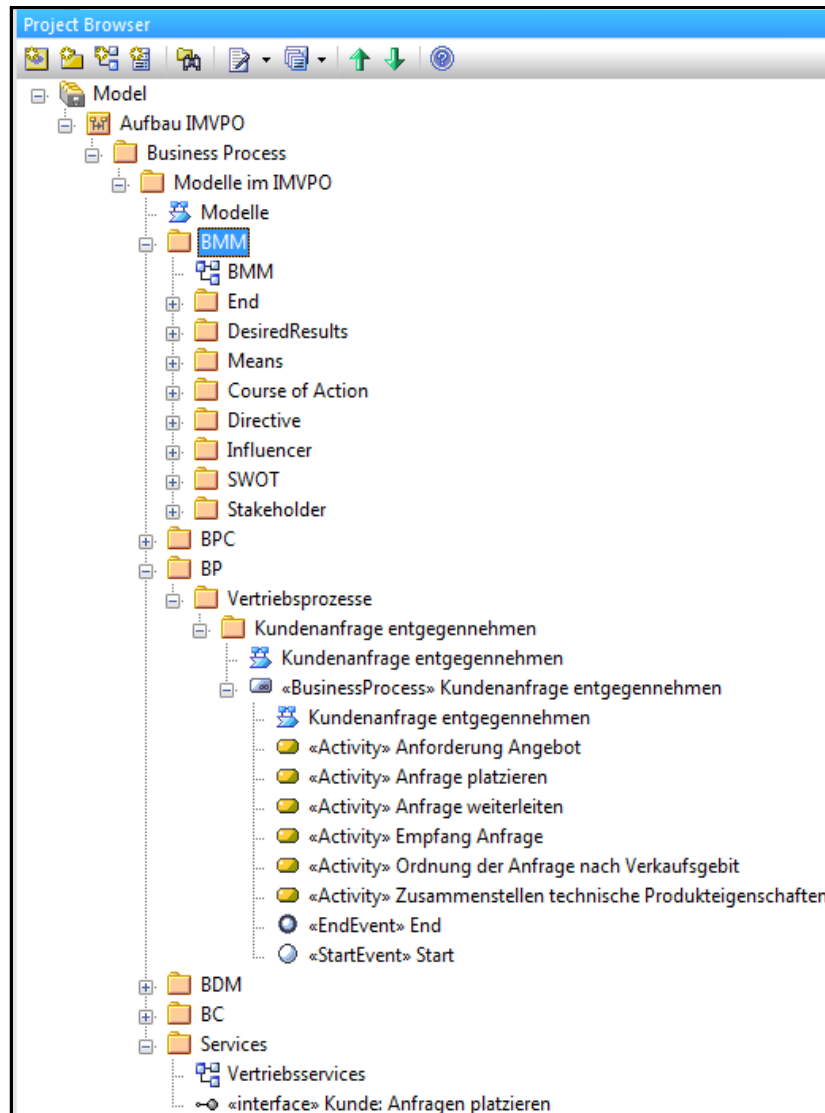 Project Browser
Model
Aufbau IMVPO
Business Process
Modelle im IMVPO
Modelle
BMM
BMM
End
DesiredResults
Means
Course of Action
Directive
Influencer
SWOT
Stakeholder
BPC
BP
Vertriebsprozesse
Kundenanfrage entgegennehmen
Kundenanfrage entgegennehmen
«BusinessProcess» Kundenanfrage entgegennehmen
Kundenanfrage entgegennehmen
«Activity» Anforderung Angebot
«Activity» Anfrage platzieren
«Activity» Anfrage weiterleiten
«Activity» Empfang Anfrage
«Activity» Ordnung der Anfrage nach Verkaufsgebit
«Activity» Zusammenstellen technische Produkteigenschaften
«EndEvent» End
«StartEvent» Start
BDM
BC
Services
Vertriebsservices
«interface» Kunde: Anfragen platzieren